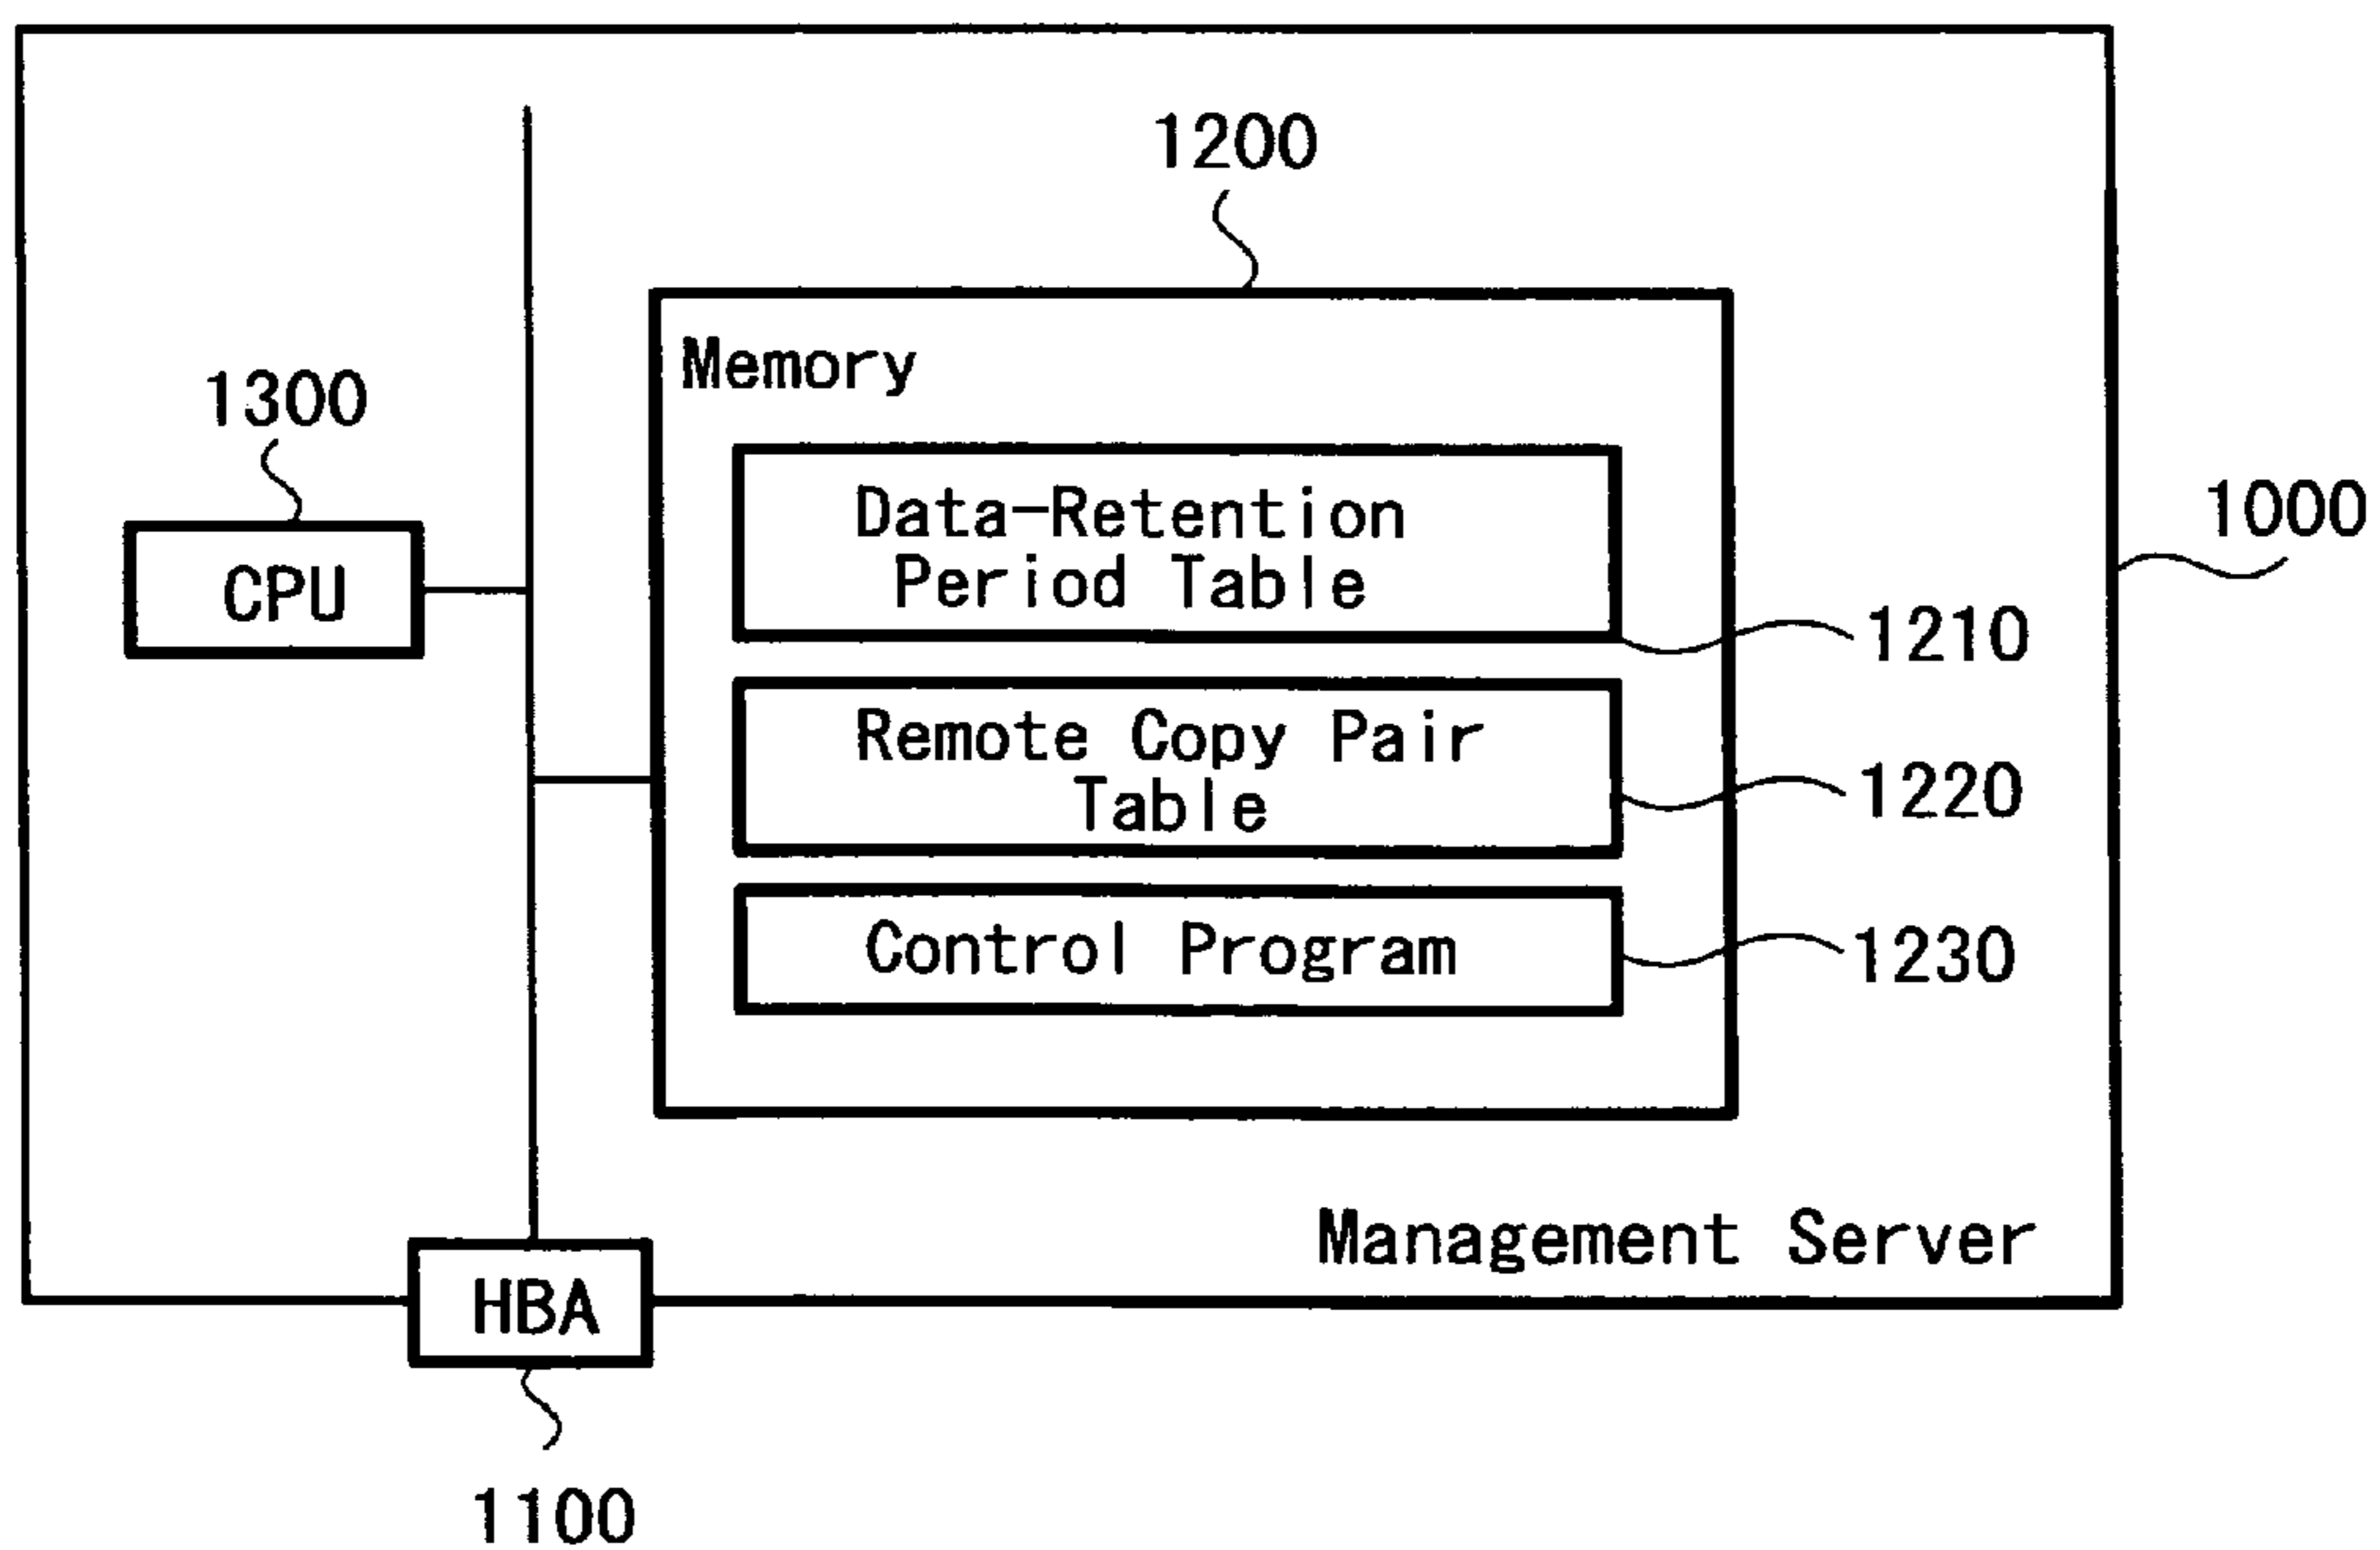 1200
Memory
1300
Data-Retention
Period Table
1000
CPU
1210
Remote Copy Pair
Table
1220
Control Program
1230
Management Server
HBA
1100